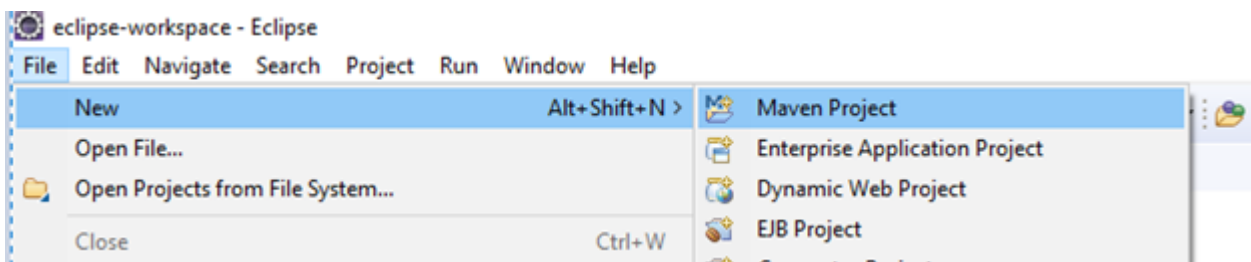 eclipse-workspace - Eclipse
File Edit Navigate Search Project Run Window Help
New Alt+Shift+N >
Open File...
Open Projects from File System...
Close Ctrl+W
Maven Project
Enterprise Application Project
Dynamic Web Project
EJB Project